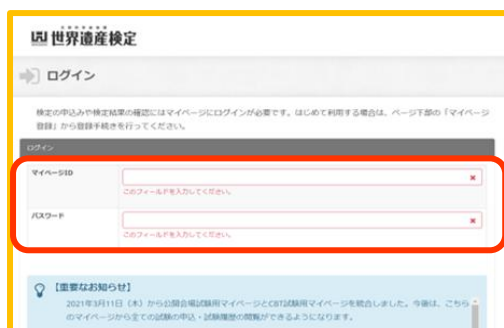 世界遺産検定
ログイン
検定の申込みや検定結果の確認にはマイページにログインが必要です。はじめて利用する場合は、ページ下部の「マイページ
登録」から登録手続きを行ってください。
ログイン
マイページID
このフィールドを入力してください。
パスワード
このフィールドを入力してください。
【重要なお知らせ】
2021年3月11日（木）から公開会場試験用マイページとCBT試験用マイページを統合しました。今後は、こちら
のマイページから全ての試験の申込・試験履歴の閲覧ができるようになります。